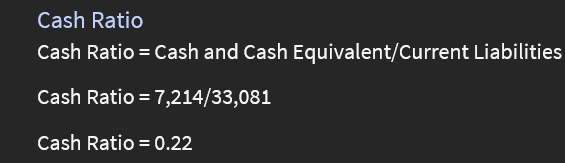 Cash Ratio
Cash Ratio = Cash and Cash Equivalent/Current Liabilities
Cash Ratio = 7,214/33,081
Cash Ratio = 0.22